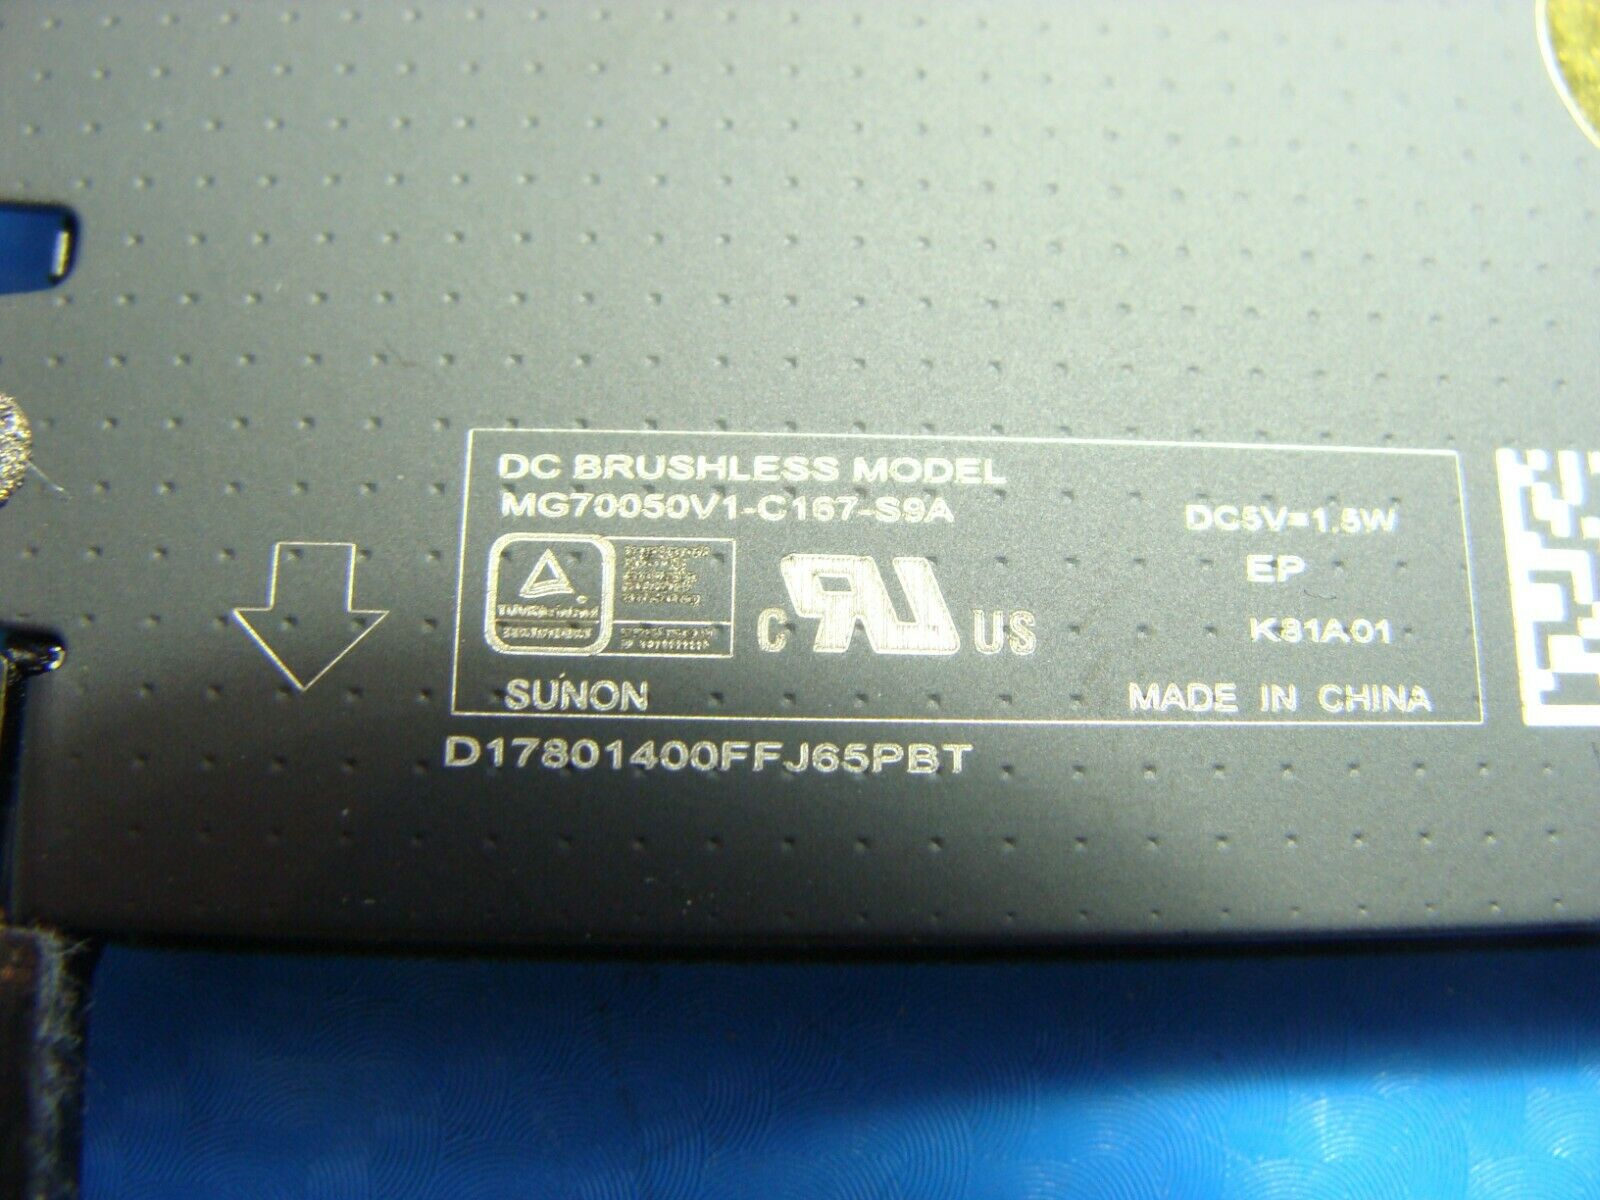 DC BRUSHLESS MODEL
MG70050V1-C167-S9A
DC5V=1.5W
EP
K81A01
C US
SUNON
MADE IN CHINA
D17801400FFJ65PBT